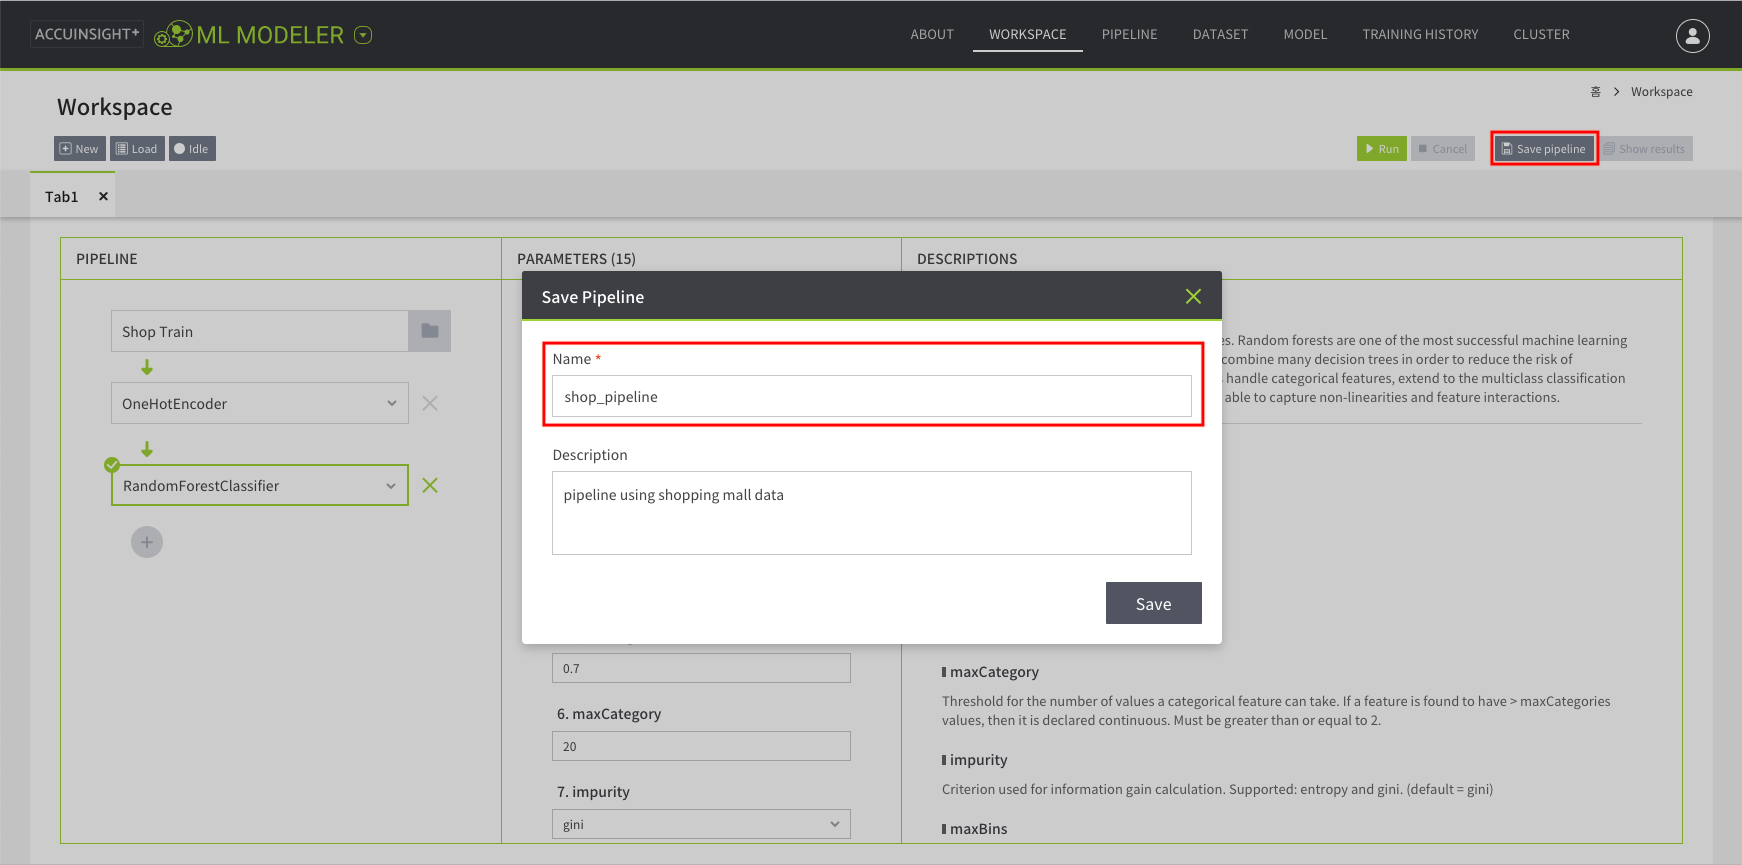 ACCUINSIGHT+ ML MODELER
ABOUT WORKSPACE PIPELINE DATASET MODEL TRAINING HISTORY CLUSTER
Workspace
홈 > Workspace
New Load Idle
Run Cancel Save pipeline Show results
Tab1
PIPELINE
Shop Train
OneHotEncoder
RandomForestClassifier
PARAMETERS (15)
Save Pipeline
Name *
shop_pipeline
Description
pipeline using shopping mall data
Save
0.7
6. maxCategory
20
7. impurity
gini
DESCRIPTIONS
es. Random forests are one of the most successful machine learning
combine many decision trees in order to reduce the risk of
handle categorical features, extend to the multiclass classification
able to capture non-linearities and feature interactions.
maxCategory
Threshold for the number of values a categorical feature can take. If a feature is found to have > maxCategories
values, then it is declared continuous. Must be greater than or equal to 2.
impurity
Criterion used for information gain calculation. Supported: entropy and gini. (default = gini)
maxBins